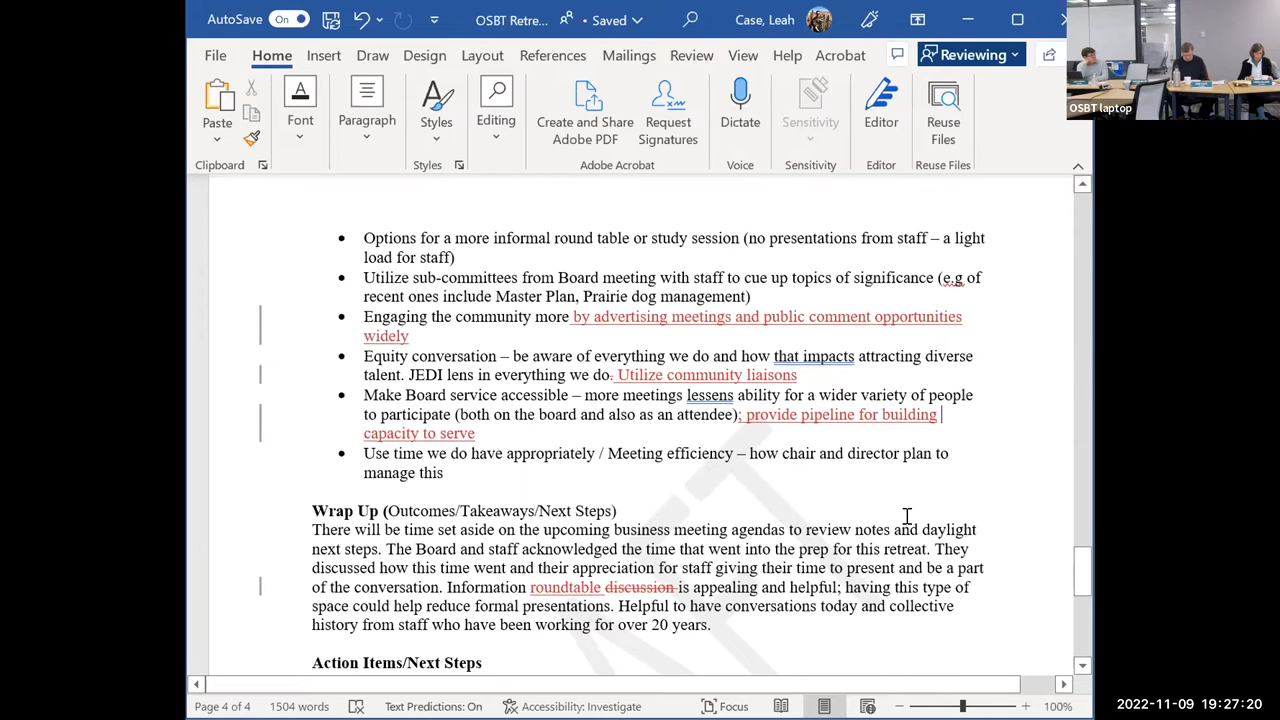 AutoSave On OSBT Retre... • Saved Case, Leah
File Home Insert Draw Design Layout References Mailings Review View Help Acrobat Reviewing
OSBT laptop
Paste Font Paragraph Styles Editing Create and Share Adobe PDF Request Signatures Dictate Sensitivity Editor Reuse Files
Clipboard Styles Adobe Acrobat Voice Sensitivity Editor Reuse Files
• Options for a more informal round table or study session (no presentations from staff – a light
load for staff)
• Utilize sub-committees from Board meeting with staff to cue up topics of significance (e.g of
recent ones include Master Plan, Prairie dog management)
• Engaging the community more by advertising meetings and public comment opportunities
widely
• Equity conversation – be aware of everything we do and how that impacts attracting diverse
talent. JEDI lens in everything we do. Utilize community liaisons
• Make Board service accessible – more meetings lessens ability for a wider variety of people
to participate (both on the board and also as an attendee); provide pipeline for building
capacity to serve
• Use time we do have appropriately / Meeting efficiency – how chair and director plan to
manage this
Wrap Up (Outcomes/Takeaways/Next Steps)
There will be time set aside on the upcoming business meeting agendas to review notes and daylight
next steps. The Board and staff acknowledged the time that went into the prep for this retreat. They
discussed how this time went and their appreciation for staff giving their time to present and be a part
of the conversation. Information roundtable discussion is appealing and helpful; having this type of
space could help reduce formal presentations. Helpful to have conversations today and collective
history from staff who have been working for over 20 years.
Action Items/Next Steps
Page 4 of 4 1504 words Text Predictions: On Accessibility: Investigate Focus 100%
2022-11-09 19:27:20